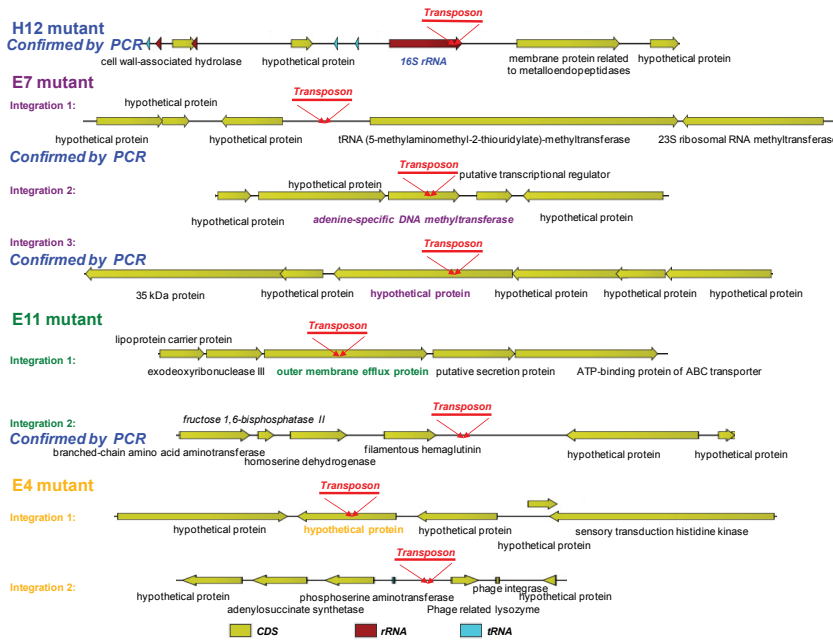 H12 mutant
Transposon
Confirmed by PCR
cell wall-associated hydrolase
hypothetical protein
16S rRNA
membrane protein related
to metalloendopeptidases
hypothetical protein
E7 mutant
Integration 1:
hypothetical protein
Transposon
hypothetical protein
hypothetical protein
tRNA (5-methylaminomethyl-2-thiouridylate)-methyltransferase
23S ribosomal RNA methyltransferase
Confirmed by PCR
Transposon
Integration 2:
hypothetical protein
putative transcriptional regulator
hypothetical protein
adenine-specific DNA methyltransferase
hypothetical protein
Integration 3:
Transposon
Confirmed by PCR
35 kDa protein
hypothetical protein
hypothetical protein
hypothetical protein
hypothetical protein
hypothetical protein
E11 mutant
Transposon
lipoprotein carrier protein
Integration 1:
exodeoxyribonuclease III
outer membrane efflux protein
putative secretion protein
ATP-binding protein of ABC transporter
Integration 2:
fructose 1,6-bisphosphatase II
Transposon
Confirmed by PCR
branched-chain amino acid aminotransferase
homoserine dehydrogenase
filamentous hemaglutinin
hypothetical protein
hypothetical protein
E4 mutant
Transposon
Integration 1:
hypothetical protein
hypothetical protein
hypothetical protein
hypothetical protein
sensory transduction histidine kinase
Transposon
Integration 2:
hypothetical protein
adenylosuccinate synthetase
phosphoserine aminotransferase
Phage related lysozyme
phage integrase
hypothetical protein
CDS
rRNA
tRNA